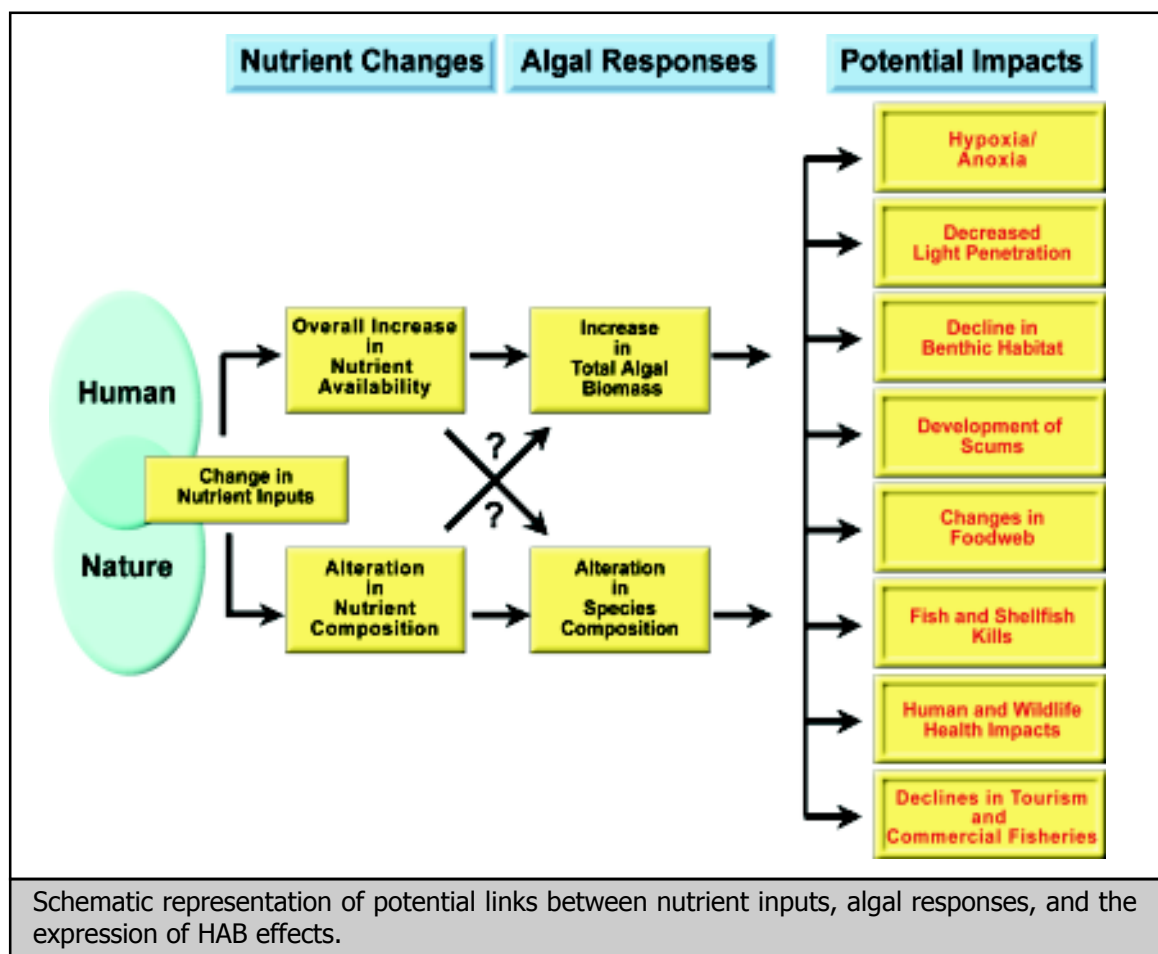 Nutrient Changes
Algal Responses
Potential Impacts
Human
Nature
Change in
Nutrient Inputs
Overall Increase
in
Nutrient
Availability
Alteration
in
Nutrient
Composition
?
?
Increase
in
Total Algal
Biomass
Alteration
in
Species
Composition
Hypoxia/
Anoxia
Decreased
Light Penetration
Decline in
Benthic Habitat
Development of
Scums
Changes in
Foodweb
Fish and Shellfish
Kills
Human and Wildlife
Health Impacts
Declines in Tourism
and
Commercial Fisheries
Schematic representation of potential links between nutrient inputs, algal responses, and the
expression of HAB effects.